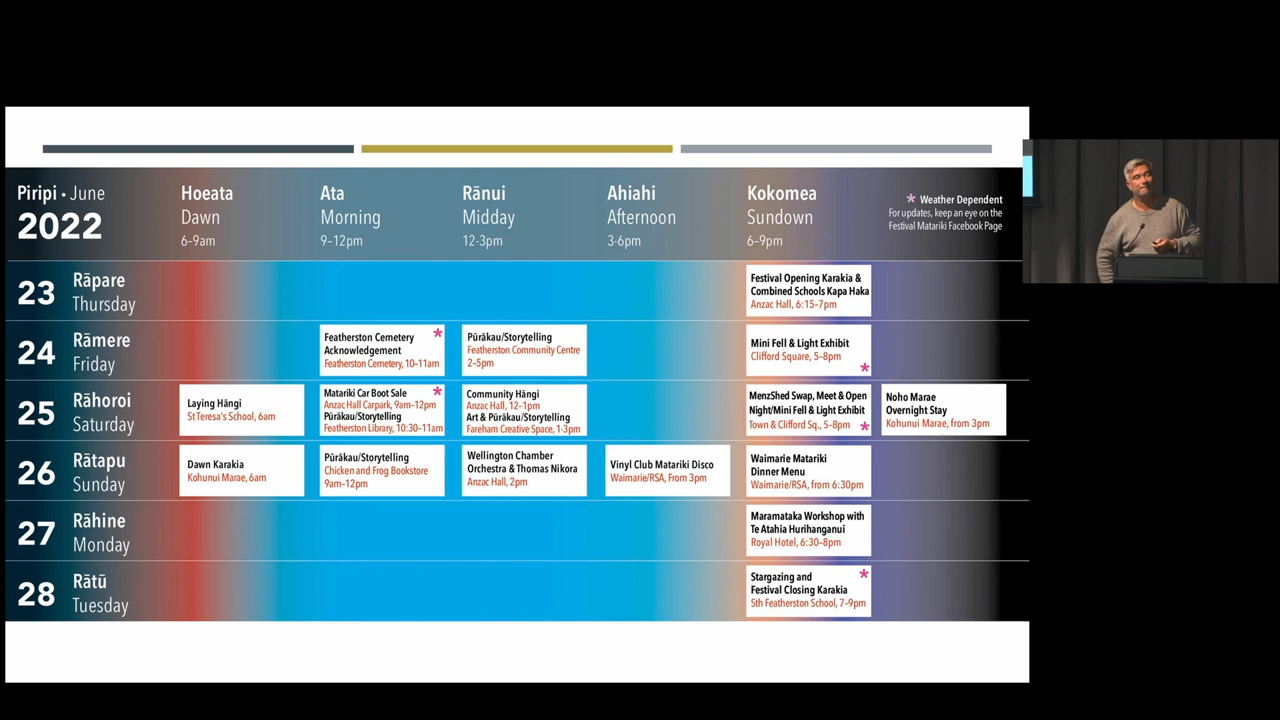 Piripi • June
2022
Hoeata
Dawn
6–9am
Ata
Morning
9–12pm
Rānui
Midday
12-3pm
Ahiahi
Afternoon
3-6pm
Kokomea
Sundown
6–9pm
* Weather Dependent
For updates, keep an eye on the
Festival Matariki Facebook Page
23
Rāpare
Thursday
Festival Opening Karakia &
Combined Schools Kapa Haka
Anzac Hall, 6:15–7pm
24
Rāmere
Friday
Featherston Cemetery *
Acknowledgement
Featherston Cemetery, 10–11am
Pūrākau/Storytelling
Featherston Community Centre
2–5pm
Mini Fell & Light Exhibit
Clifford Square, 5–8pm
*
25
Rāhoroi
Saturday
Laying Hāngi
St Teresa's School, 6am
Matariki Car Boot Sale *
Anzac Hall Carpark, 9am–12pm
Pūrākau/Storytelling
Featherston Library, 10:30–11am
Community Hāngi
Anzac Hall, 12–1pm
Art & Pūrākau/Storytelling
Fareham Creative Space, 1-3pm
MenzShed Swap, Meet & Open
Night/Mini Fell & Light Exhibit
Town & Clifford Sq., 5–8pm *
Noho Marae
Overnight Stay
Kohunui Marae, from 3pm
26
Rātapu
Sunday
Dawn Karakia
Kohunui Marae, 6am
Pūrākau/Storytelling
Chicken and Frog Bookstore
9am–12pm
Wellington Chamber
Orchestra & Thomas Nikora
Anzac Hall, 2pm
Vinyl Club Matariki Disco
Waimarie/RSA, From 3pm
Waimarie Matariki
Dinner Menu
Waimarie/RSA, from 6:30pm
27
Rāhine
Monday
Maramataka Workshop with
Te Atahia Hurihanganui
Royal Hotel, 6:30–8pm
28
Rātū
Tuesday
Stargazing and *
Festival Closing Karakia
Sth Featherston School, 7–9pm